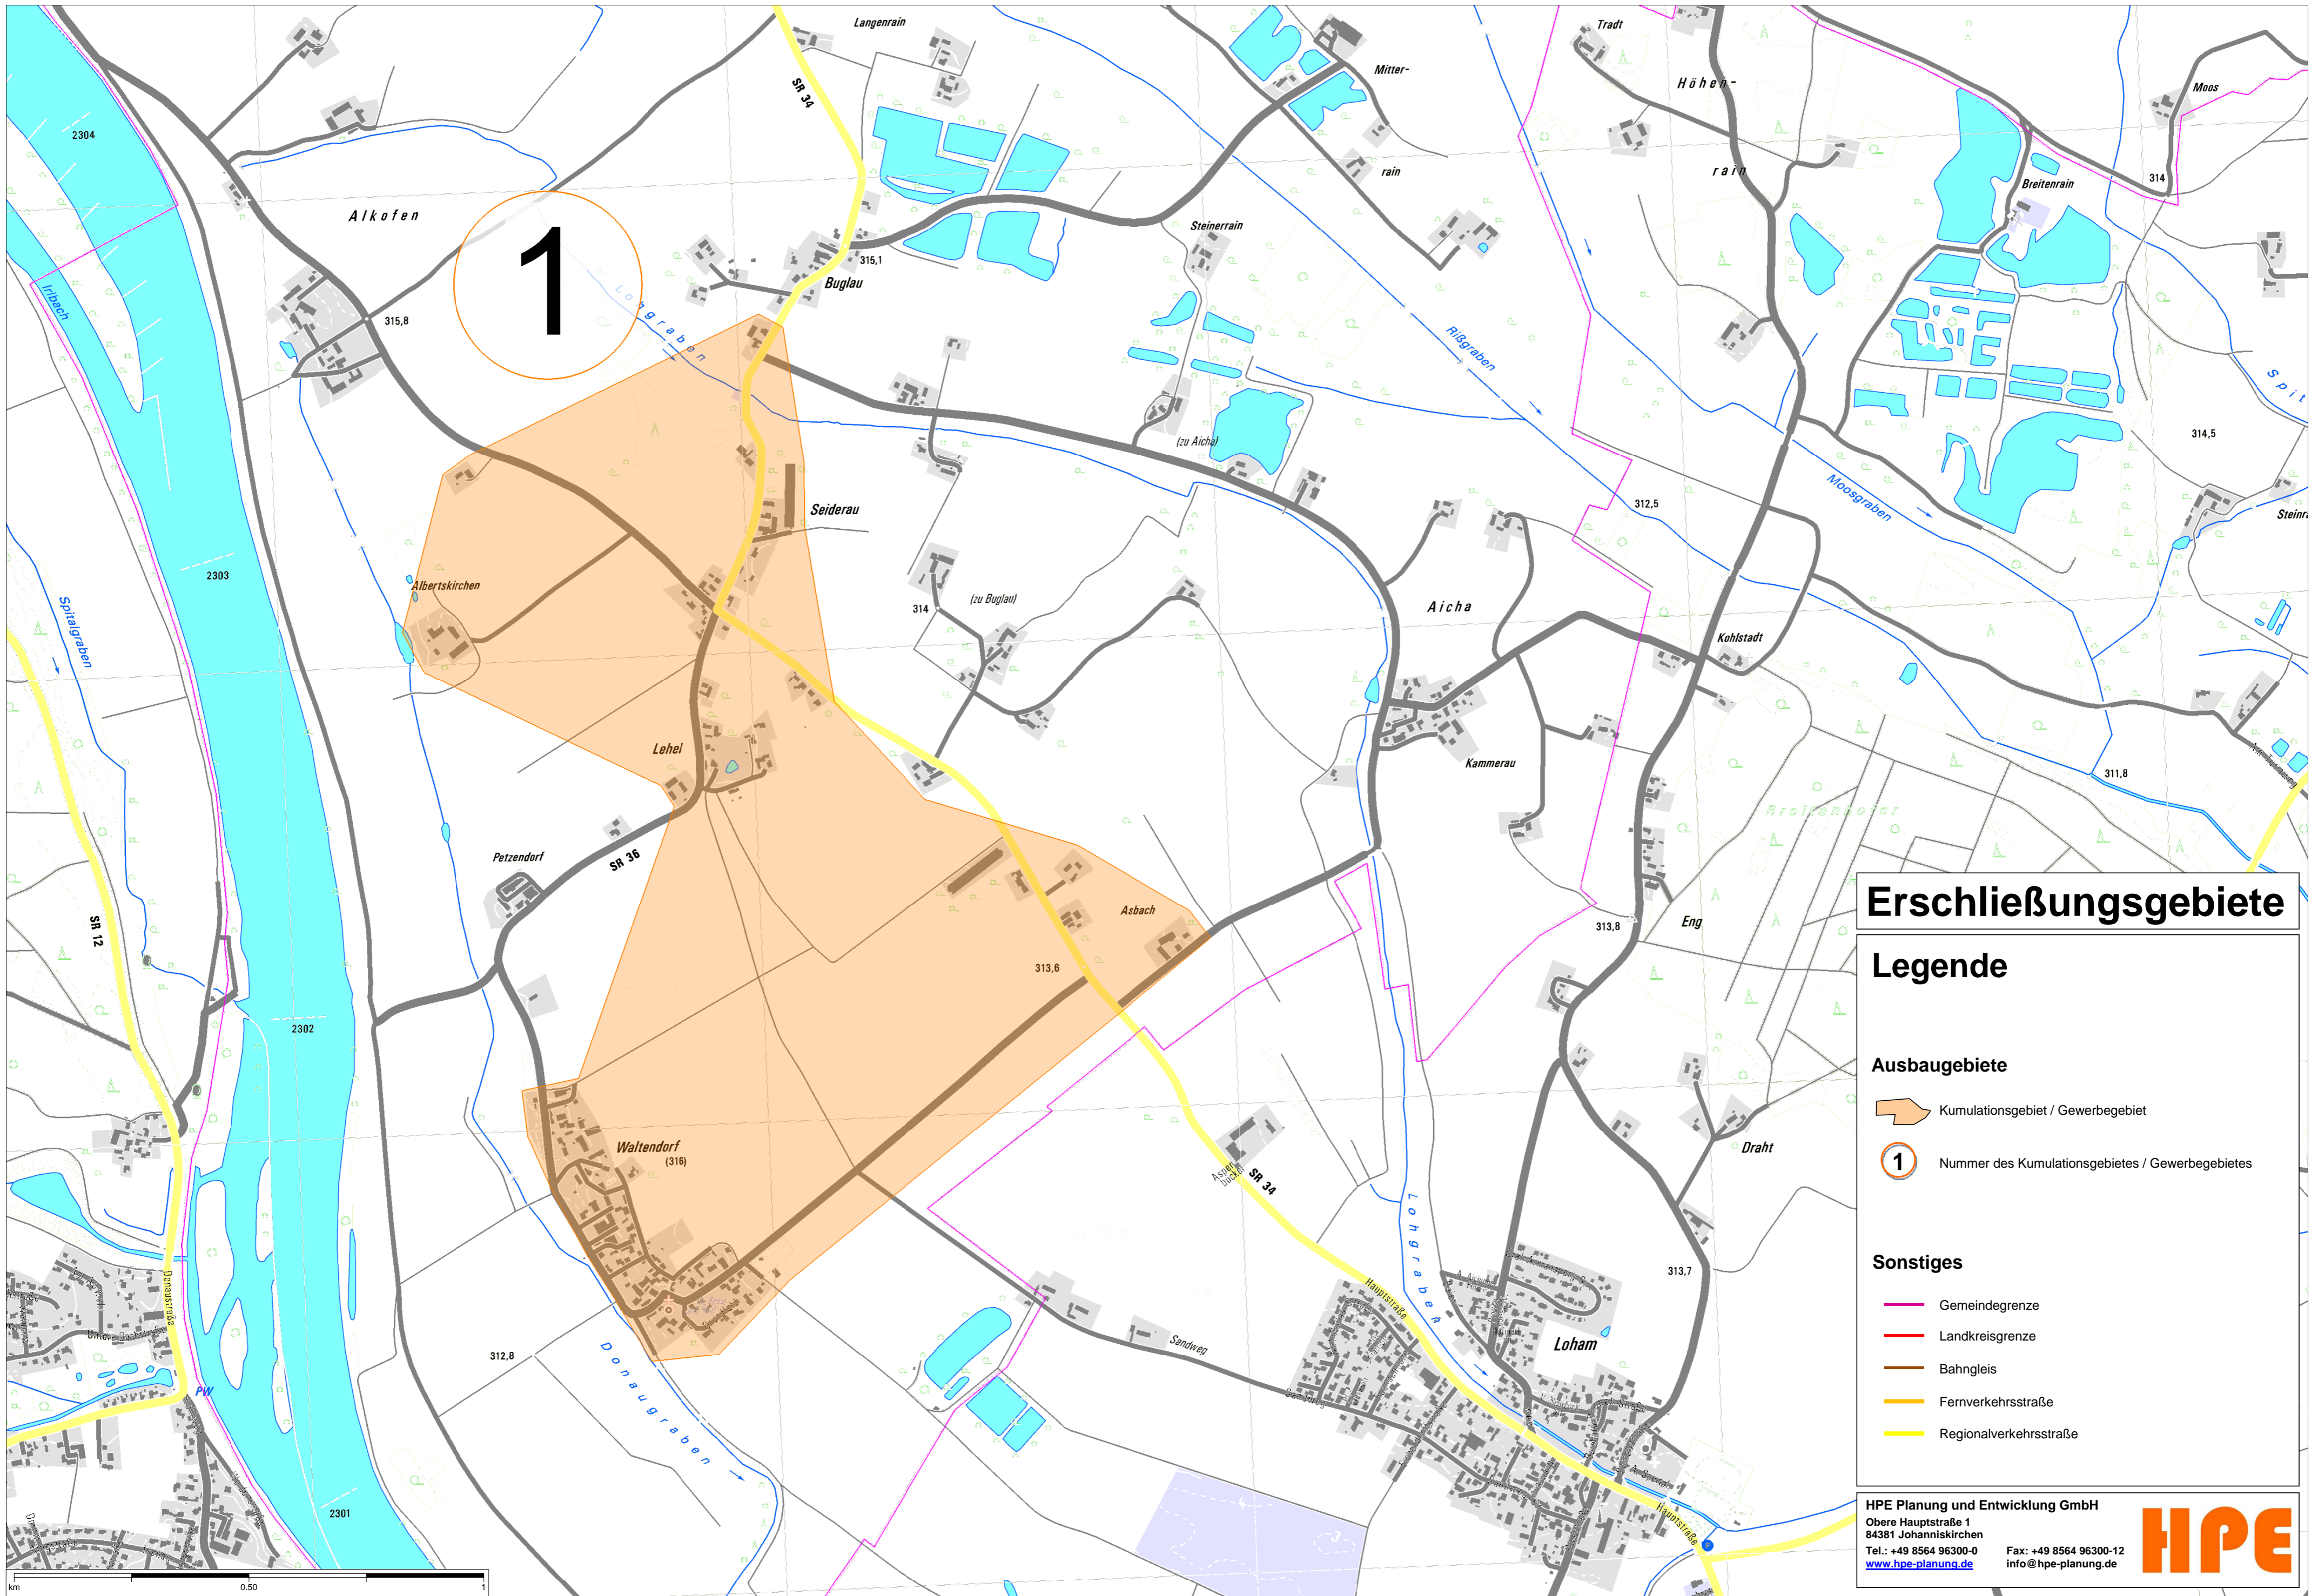 Langenrain
Tradt
SR 34
Mitter-
Höhen-
Moos
2304
rain
rain
314
Breitenrain
Alkofen
1
Steinerrain
315,1
Buglau
Irlbach
Lohgraben
315,8
Rißgraben
Spit
(zu Aicha)
314,5
Moosgraben
312,5
Seiderau
2303
Albertskirchen
314
(zu Buglau)
Aicha
Spitalgraben
Kohlstadt
Lehel
Kammerau
311,8
Petzendorf
SR 36
Asbach
SR 12
313,8
Eng
313,6
2302
Waltendorf
(316)
Draht
SR 34
Lohgraben
Donaustraße
313,7
Hauptstraße
Sandweg
Loham
312,8
Donaugraben
PW
2301
Hauptstraße
Erschließungsgebiete
Legende
Ausbaugebiete
Kumulationsgebiet / Gewerbegebiet
1
Nummer des Kumulationsgebietes / Gewerbegebietes
Sonstiges
Gemeindegrenze
Landkreisgrenze
Bahngleis
Fernverkehrsstraße
Regionalverkehrsstraße
HPE Planung und Entwicklung GmbH
Obere Hauptstraße 1
84381 Johanniskirchen
Tel.: +49 8564 96300-0 Fax: +49 8564 96300-12
www.hpe-planung.de info@hpe-planung.de
HPE
km 0.50 1